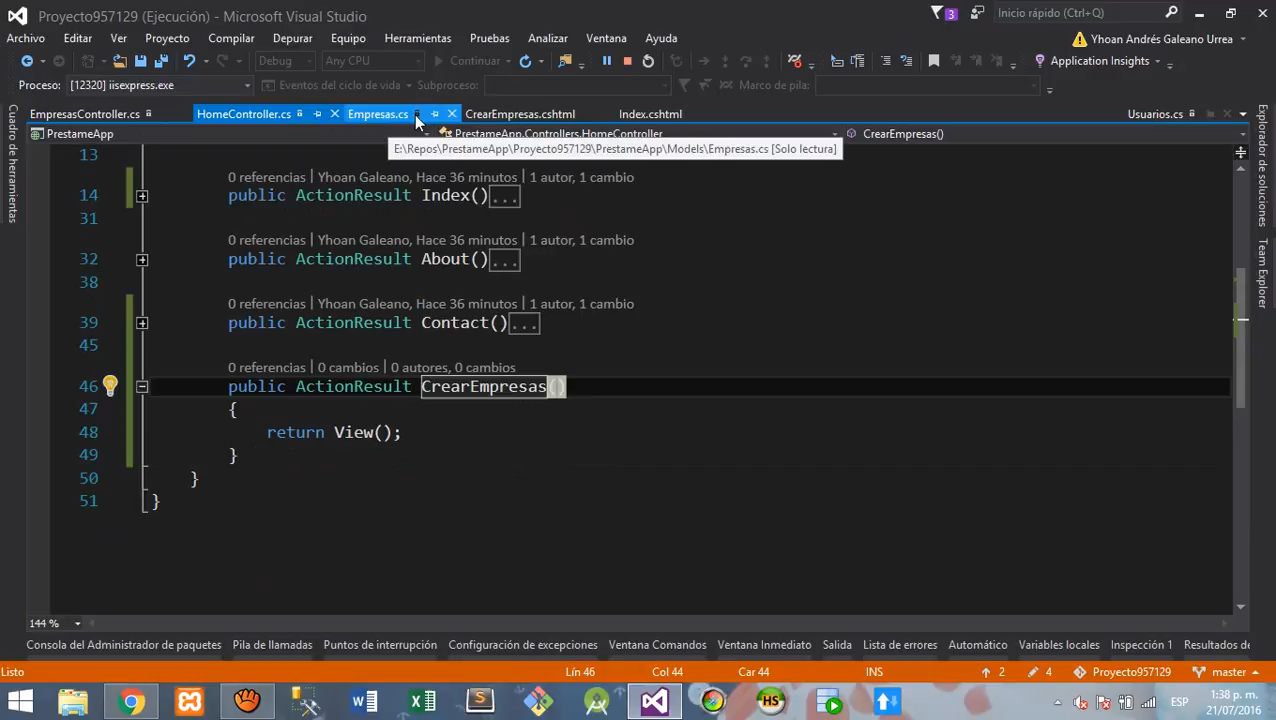 Proyecto957129 (Ejecución) - Microsoft Visual Studio
3
Inicio rápido (Ctrl+Q)
Archivo Editar Ver Proyecto Compilar Depurar Equipo Herramientas Pruebas Analizar Ventana Ayuda
Yhoan Andrés Galeano Urrea
Debug Any CPU Continuar Application Insights
Proceso: [12320] iisexpress.exe Eventos del ciclo de vida Subproceso: Marco de pila:
EmpresasController.cs HomeController.cs Empresas.cs CrearEmpresas.cshtml Index.cshtml Usuarios.cs
PrestameApp PrestameApp.Controllers.HomeController CrearEmpresas()
E:\Repos\PrestameApp\Proyecto957129\PrestameApp\Models\Empresas.cs [Solo lectura]
Cuadro de herramientas
Explorador de soluciones
Team Explorer
13
0 referencias | Yhoan Galeano, Hace 36 minutos | 1 autor, 1 cambio
14 public ActionResult Index()...
31
0 referencias | Yhoan Galeano, Hace 36 minutos | 1 autor, 1 cambio
32 public ActionResult About()...
38
0 referencias | Yhoan Galeano, Hace 36 minutos | 1 autor, 1 cambio
39 public ActionResult Contact()...
45
0 referencias | 0 cambios | 0 autores, 0 cambios
46 public ActionResult CrearEmpresas()
47 {
48 return View();
49 }
50 }
51 }
144 %
Consola del Administrador de paquetes Pila de llamadas Puntos de interrupción Configuración de excepciones Ventana Comandos Ventana Inmediato Salida Lista de errores Automático Variables locales Inspección 1 Resultados de
Listo Lín 46 Col 44 Car 44 INS 2 4 Proyecto957129 master
HS
ESP
1:38 p. m.
21/07/2016